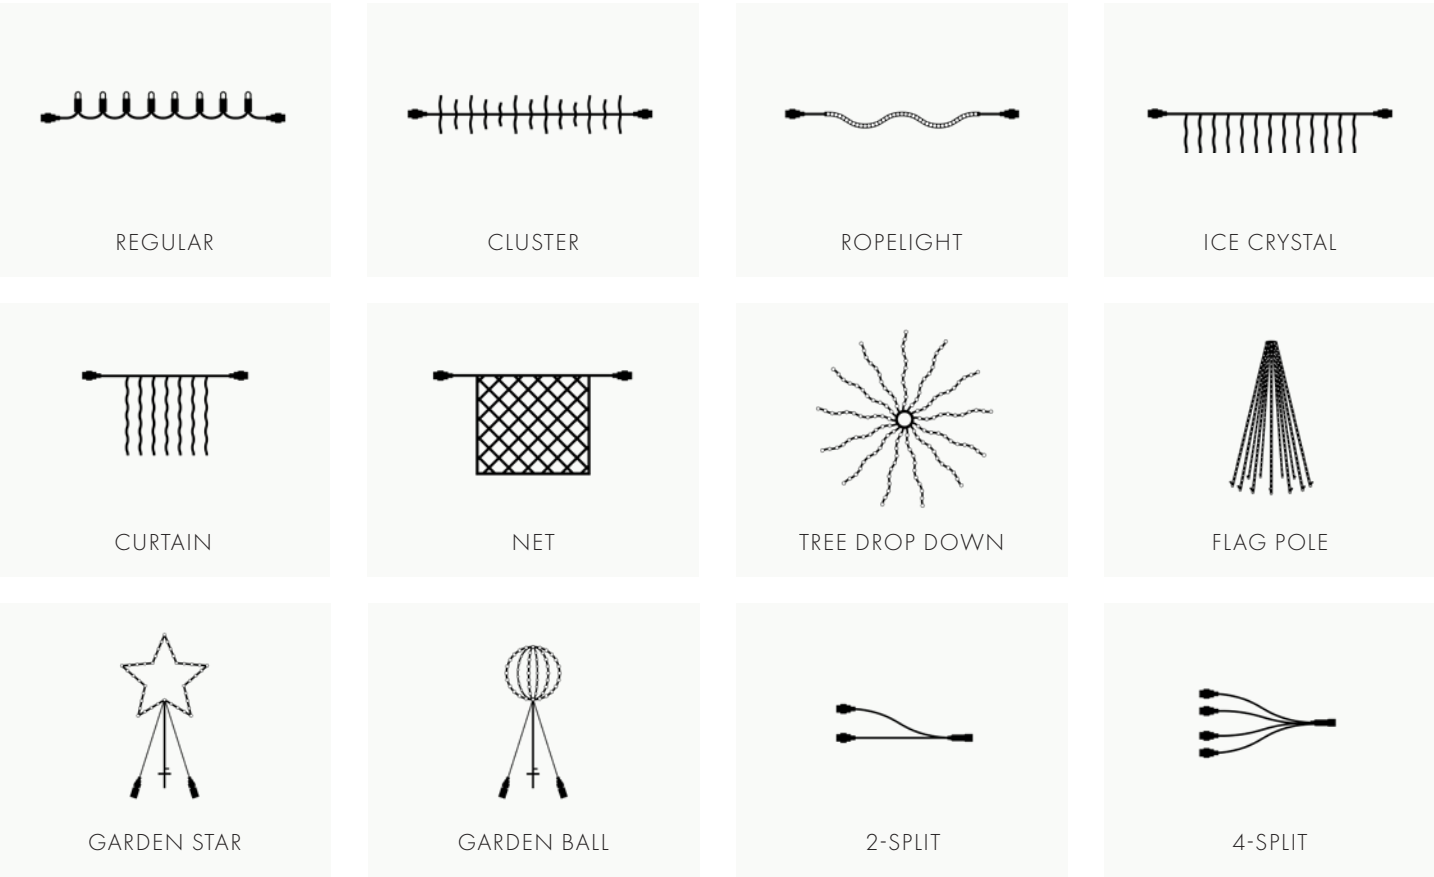 REGULAR
CLUSTER
ROPELIGHT
ICE CRYSTAL
CURTAIN
NET
TREE DROP DOWN
FLAG POLE
GARDEN STAR
GARDEN BALL
2-SPLIT
4-SPLIT